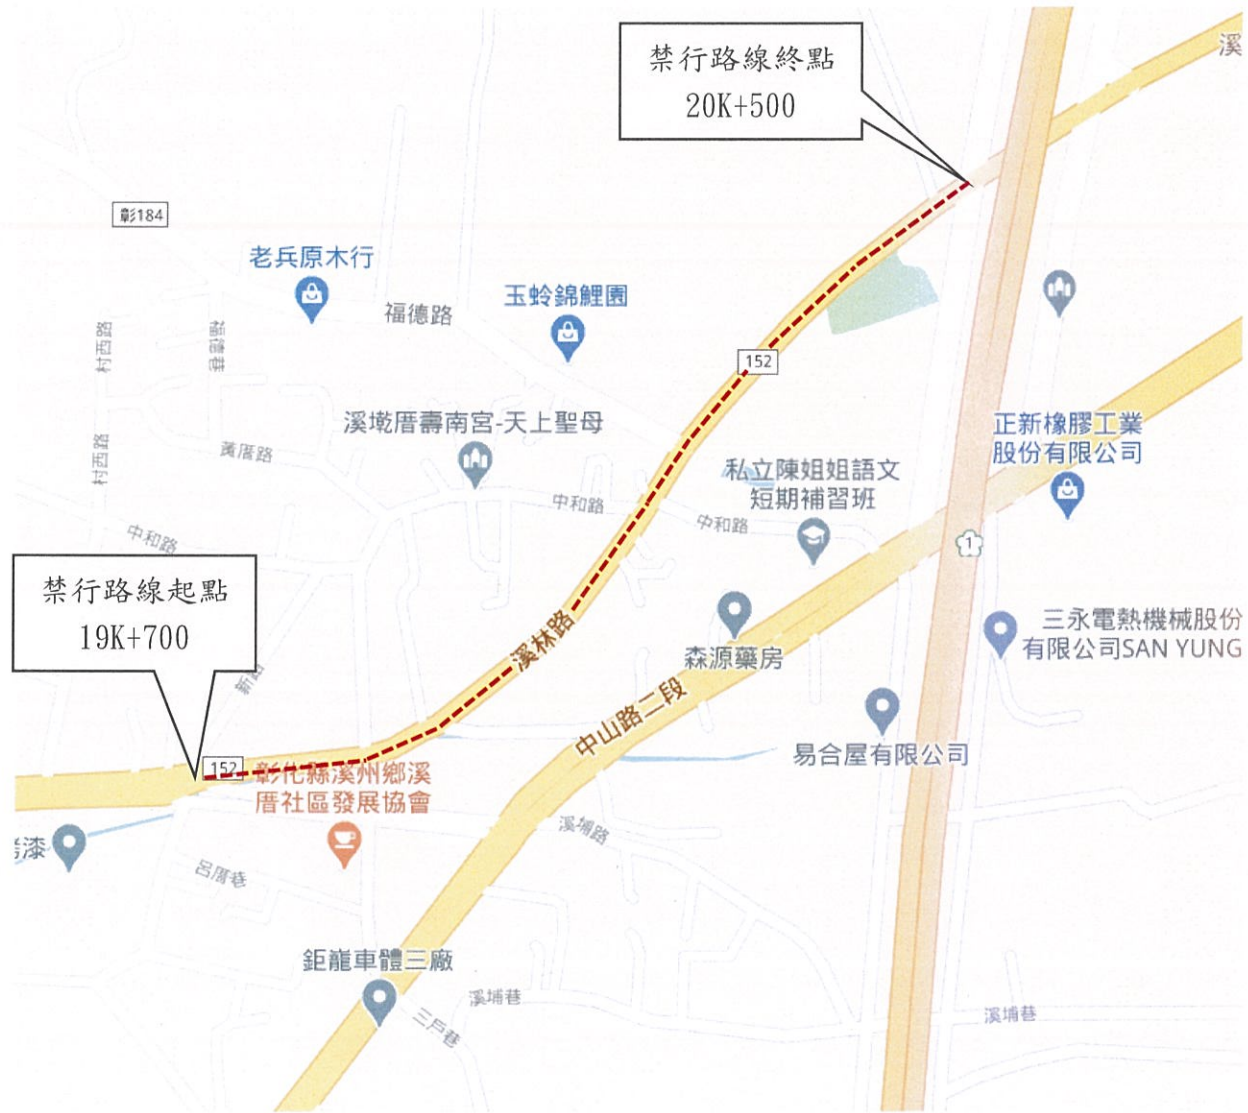 禁行路線終點
20K+500
溪
彰184
老兵原木行
玉蛉錦鯉園
福德路
村西路
福德巷
152
溪墘厝壽南宮-天上聖母
正新橡膠工業
股份有限公司
村西路
黃厝路
私立陳姐姐語文
短期補習班
中和路
中和路
中和路
1
禁行路線起點
19K+700
溪林路
三永電熱機械股份
有限公司SAN YUNG
森源藥房
中山路二段
易合屋有限公司
152
彰化縣溪州鄉溪
厝社區發展協會
溪埔路
漆
呂厝巷
鉅巃車體三廠
溪埔巷
三戶巷
溪埔巷